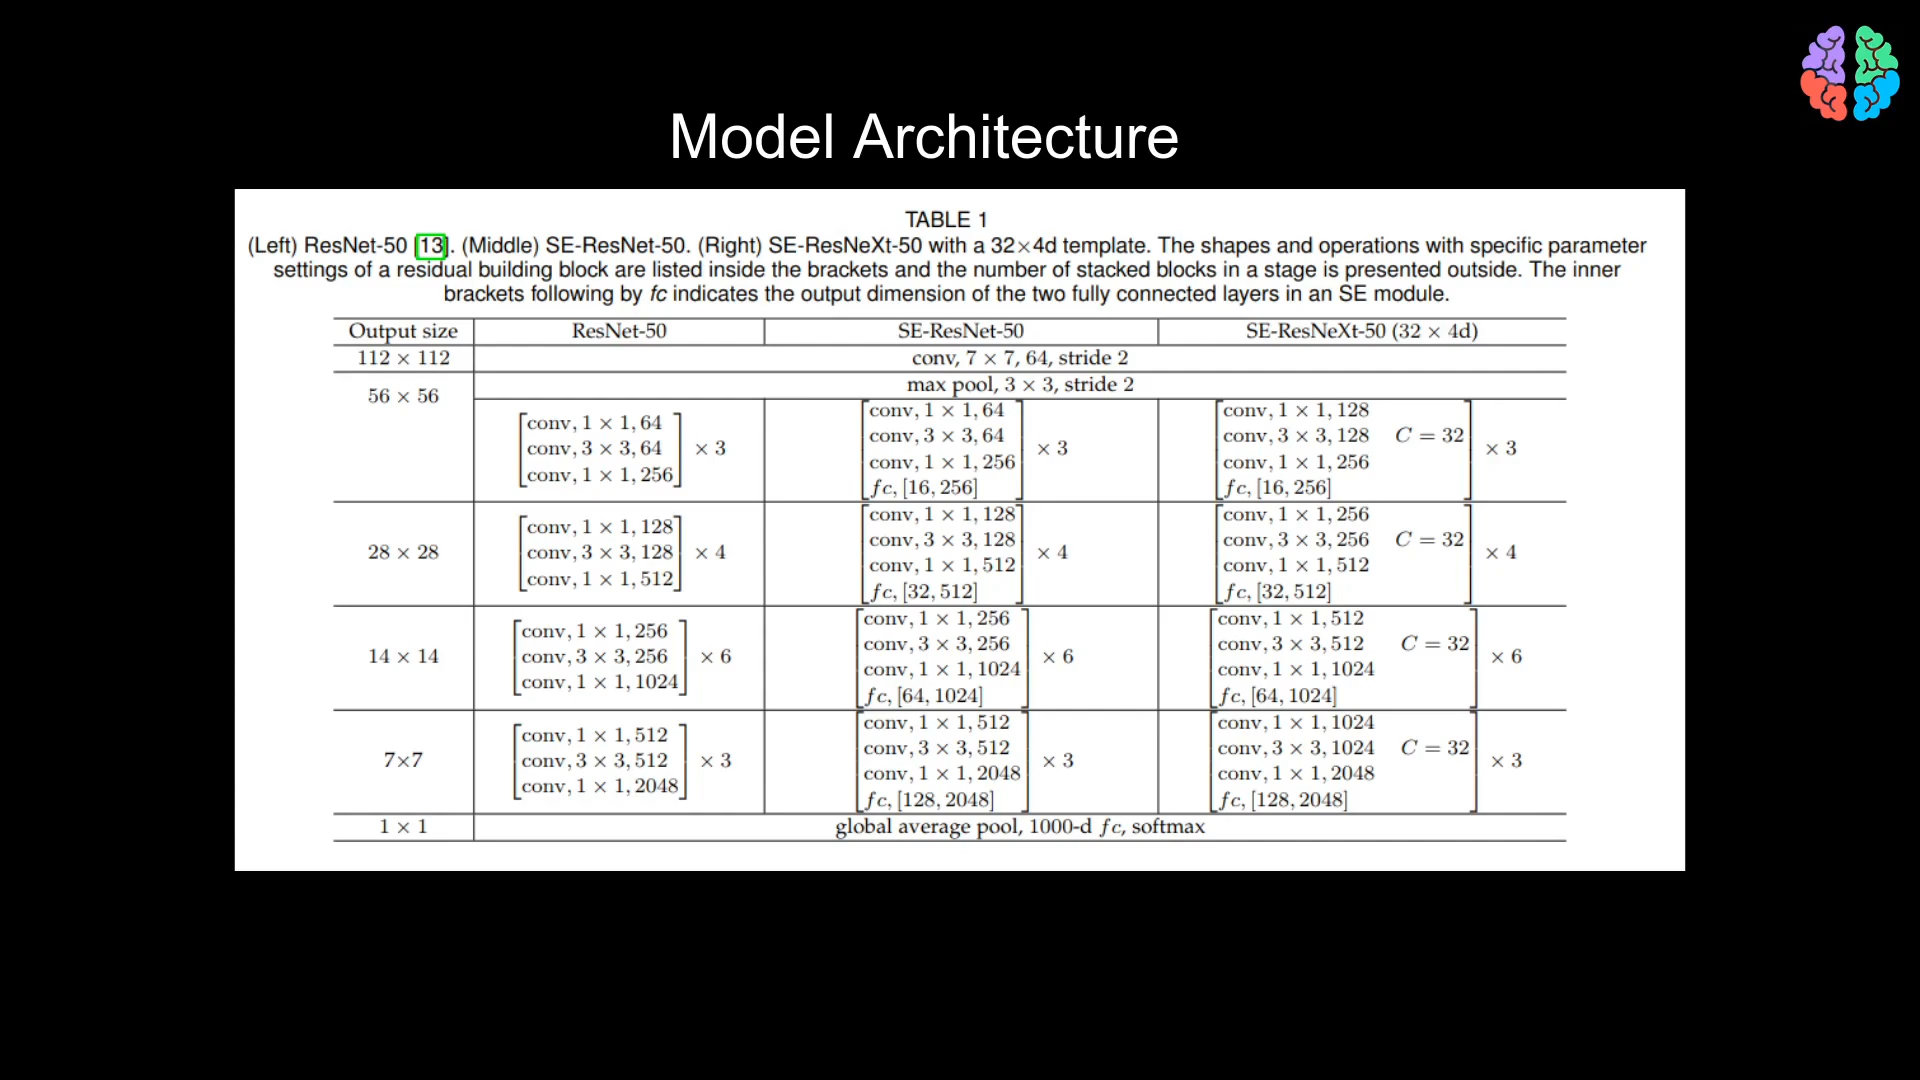 Model Architecture
TABLE 1
(Left) ResNet-50 [13]. (Middle) SE-ResNet-50. (Right) SE-ResNeXt-50 with a 32×4d template. The shapes and operations with specific parameter
settings of a residual building block are listed inside the brackets and the number of stacked blocks in a stage is presented outside. The inner
brackets following by fc indicates the output dimension of the two fully connected layers in an SE module.
Output size ResNet-50 SE-ResNet-50 SE-ResNeXt-50 (32 × 4d)
112 × 112 conv, 7 × 7, 64, stride 2
56 × 56
max pool, 3 × 3, stride 2
conv, 1 × 1, 64
conv, 3 × 3, 64
conv, 1 × 1, 256
× 3
conv, 1 × 1, 64
conv, 3 × 3, 64
conv, 1 × 1, 256
fc, [16, 256]
× 3
conv, 1 × 1, 128
conv, 3 × 3, 128 C = 32
conv, 1 × 1, 256
fc, [16, 256]
× 3
28 × 28
conv, 1 × 1, 128
conv, 3 × 3, 128
conv, 1 × 1, 512
× 4
conv, 1 × 1, 128
conv, 3 × 3, 128
conv, 1 × 1, 512
fc, [32, 512]
× 4
conv, 1 × 1, 256
conv, 3 × 3, 256 C = 32
conv, 1 × 1, 512
fc, [32, 512]
× 4
14 × 14
conv, 1 × 1, 256
conv, 3 × 3, 256
conv, 1 × 1, 1024
× 6
conv, 1 × 1, 256
conv, 3 × 3, 256
conv, 1 × 1, 1024
fc, [64, 1024]
× 6
conv, 1 × 1, 512
conv, 3 × 3, 512 C = 32
conv, 1 × 1, 1024
fc, [64, 1024]
× 6
7×7
conv, 1 × 1, 512
conv, 3 × 3, 512
conv, 1 × 1, 2048
× 3
conv, 1 × 1, 512
conv, 3 × 3, 512
conv, 1 × 1, 2048
fc, [128, 2048]
× 3
conv, 1 × 1, 1024
conv, 3 × 3, 1024 C = 32
conv, 1 × 1, 2048
fc, [128, 2048]
× 3
1 × 1 global average pool, 1000-d fc, softmax